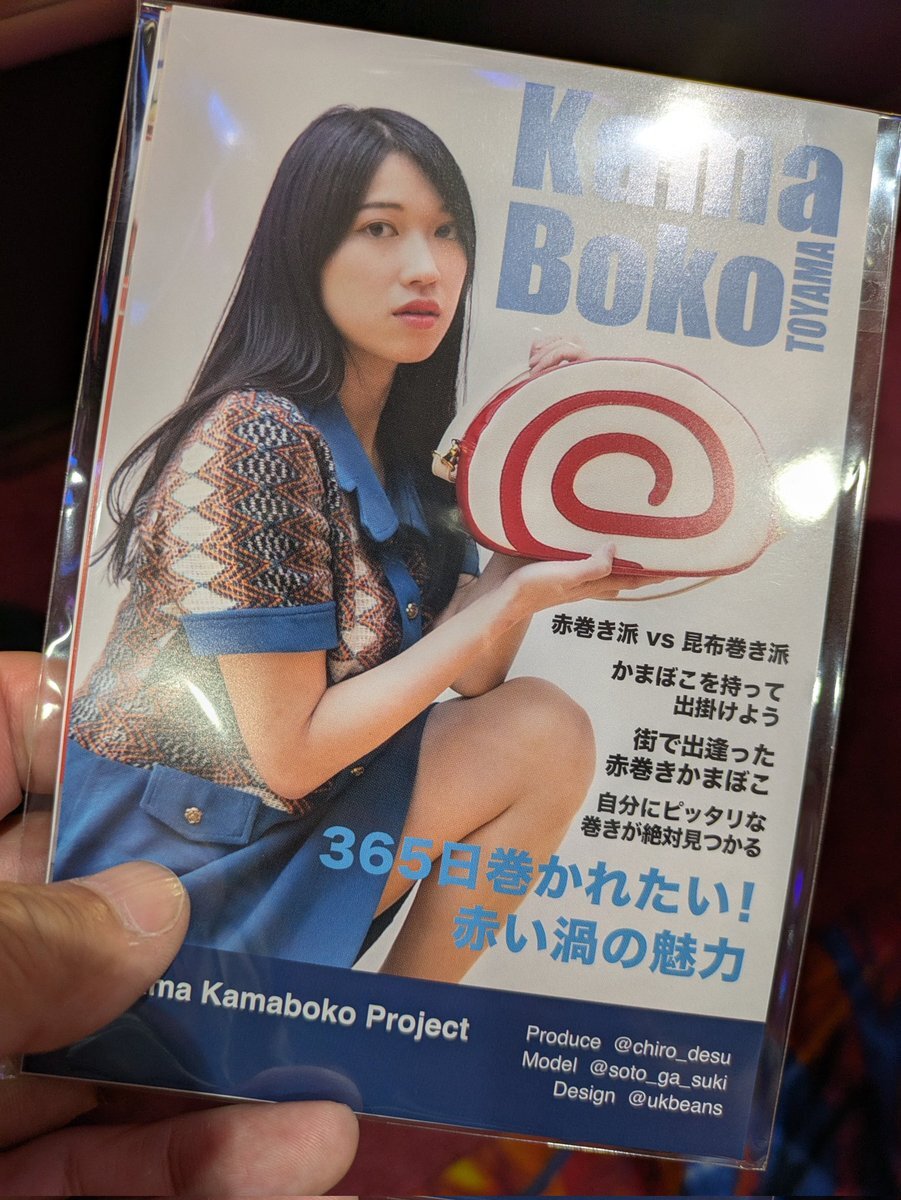 Kama
Boko
TOYAMA
赤巻き派 vs 昆布巻き派
かまぼこを持って
出掛けよう
街で出逢った
赤巻きかまぼこ
自分にピッタリな
巻きが絶対見つかる
365日巻かれたい!
赤い渦の魅力
Kamaboko Project
Produce @chiro_desu
Model @soto_ga_suki
Design @ukbeans